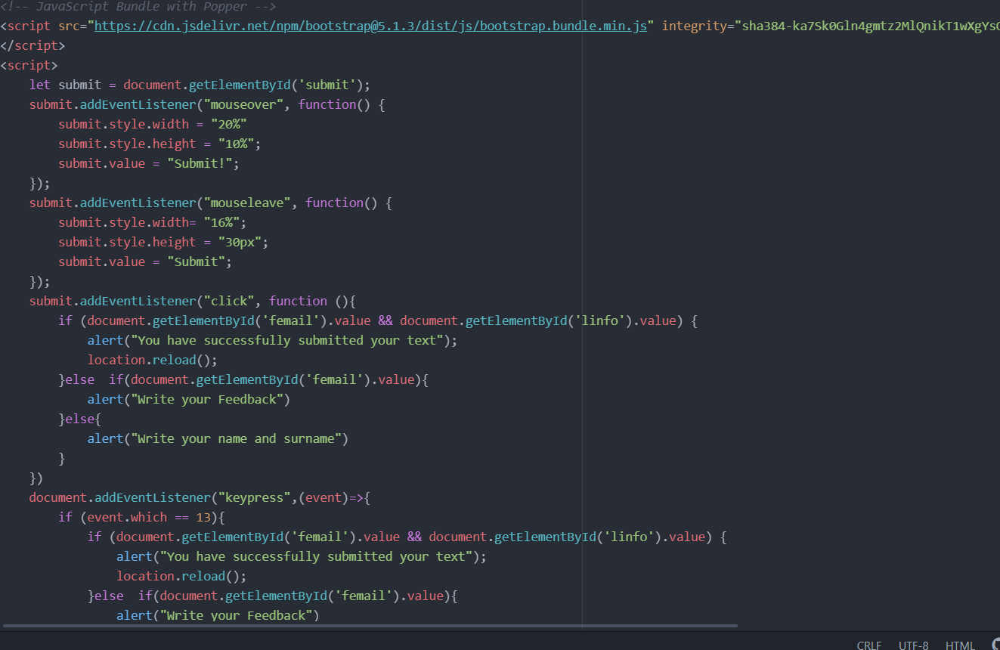 <!-- JavaScript Bundle with Popper -->
<script src="https://cdn.jsdelivr.net/npm/bootstrap@5.1.3/dist/js/bootstrap.bundle.min.js" integrity="sha384-ka7Sk0Gln4gmtz2MlQnikT1wXgYsO
</script>
<script>
    let submit = document.getElementById('submit');
    submit.addEventListener("mouseover", function() {
        submit.style.width = "20%"
        submit.style.height = "10%";
        submit.value = "Submit!";
    });
    submit.addEventListener("mouseleave", function() {
        submit.style.width= "16%";
        submit.style.height = "30px";
        submit.value = "Submit";
    });
    submit.addEventListener("click", function (){
        if (document.getElementById('femail').value && document.getElementById('linfo').value) {
            alert("You have successfully submitted your text");
            location.reload();
        }else  if(document.getElementById('femail').value){
            alert("Write your Feedback")
        }else{
            alert("Write your name and surname")
        }
    })
    document.addEventListener("keypress",(event)=>{
        if (event.which == 13){
            if (document.getElementById('femail').value && document.getElementById('linfo').value) {
                alert("You have successfully submitted your text");
                location.reload();
            }else  if(document.getElementById('femail').value){
                alert("Write your Feedback")
CRLF UTF-8 HTML